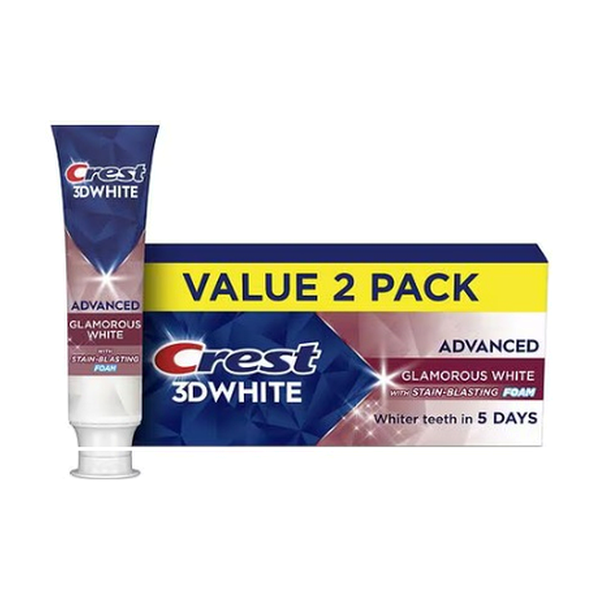 Crest
3DWHITE
ADVANCED
GLAMOROUS
WHITE
WITH
STAIN-BLASTING
FOAM
VALUE 2 PACK
Crest
3DWHITE
ADVANCED
GLAMOROUS WHITE
WITH STAIN-BLASTING FOAM
Whiter teeth in 5 DAYS